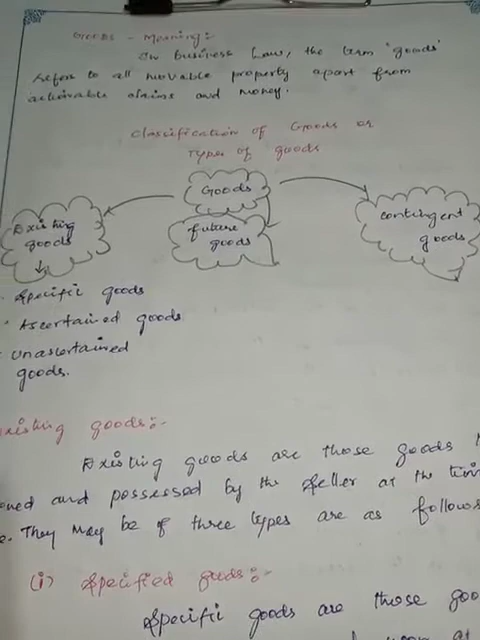 Goods - Meaning:-
In business law, the term 'goods'
refers to all movable property apart from
actionable claims and money.
Classification of Goods or
Types of goods
Goods
Existing
goods
future
goods
contingent
goods
Specific goods
Ascertained goods
Unascertained
goods.
xisting goods:-
Existing goods are those goods
owned and possessed by the seller at the tim
e. They may be of three types are as follows
(i) Specified goods:-
Specific goods are those goo